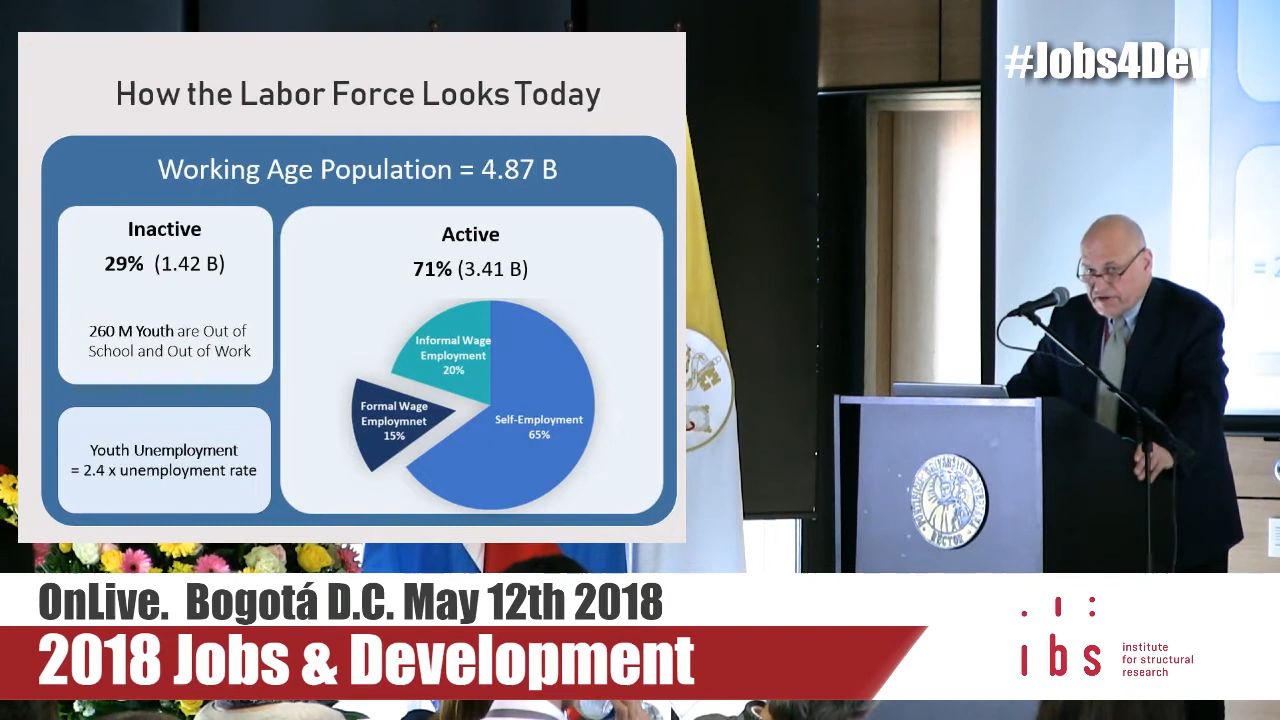 #Jobs4Dev
How the Labor Force Looks Today
Working Age Population = 4.87 B
Inactive
29% (1.42 B)
260 M Youth are Out of
School and Out of Work
Youth Unemployment
= 2.4 x unemployment rate
Active
71% (3.41 B)
Informal Wage
Employment
20%
Formal Wage
Employmnet
15%
Self-Employment
65%
OnLive. Bogotá D.C. May 12th 2018
2018 Jobs & Development
ibs
institute
for structural
research